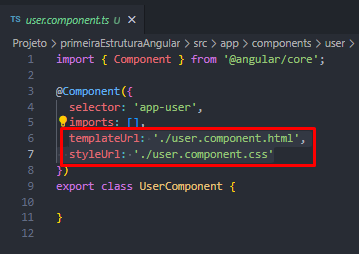 TS user.component.ts U ×
Projeto > primeiraEstruturaAngular > src > app > components > user >
1 import { Component } from '@angular/core';
2
3 @Component({
4 selector: 'app-user',
5 imports: [],
6 templateUrl: './user.component.html',
7 styleUrl: './user.component.css'
8 })
9 export class UserComponent {
10
11 }
12